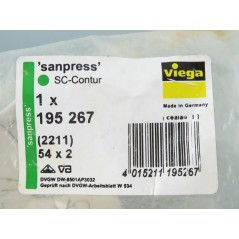 'sanpress'
SC-Contur
viega
Made in Germany
'sanpress'
1 x
195 267
(2211)
54 x 2
4 015211 195267
DVGW DW-8501AP3032
Geprüft nach DVGW-Arbeitsblatt W 534